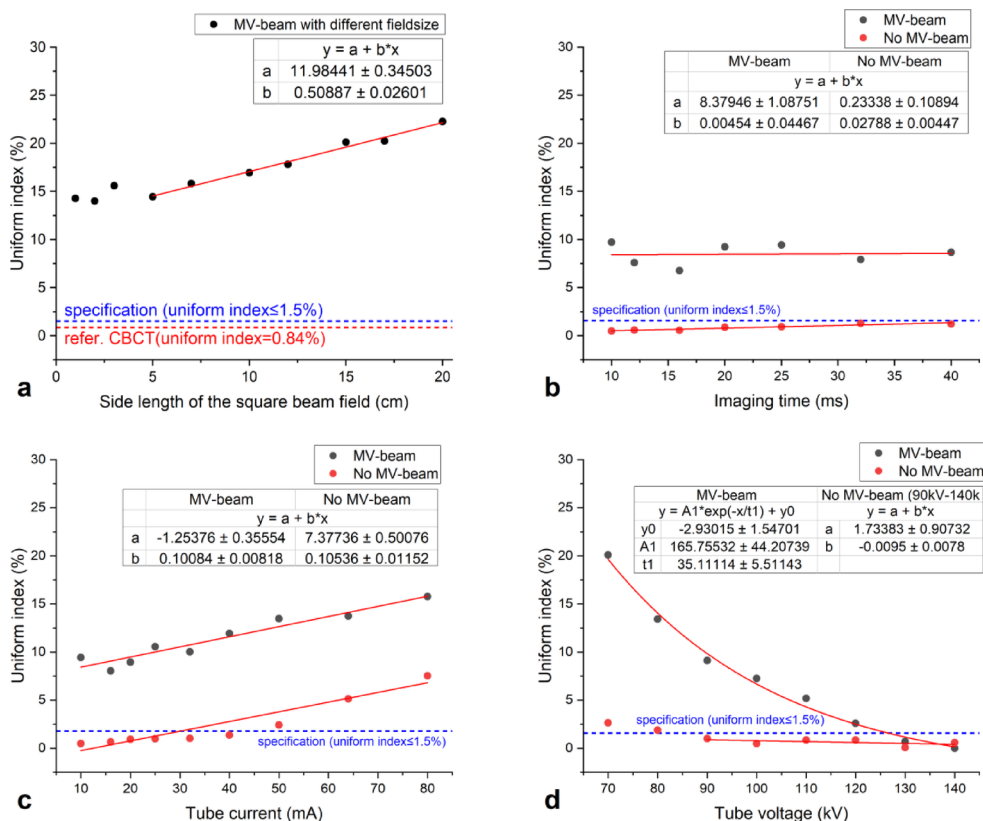 MV-beam with different fieldsize
y = a + b*x
a 11.98441 ± 0.34503
b 0.50887 ± 0.02601
30
25
20
15
10
5
0
Uniform index (%)
specification (uniform index≤1.5%)
refer. CBCT(uniform index=0.84%)
0 5 10 15 20
Side length of the square beam field (cm)
a
MV-beam
No MV-beam
MV-beam No MV-beam
y = a + b*x
a 8.37946 ± 1.08751 0.23338 ± 0.10894
b 0.00454 ± 0.04467 0.02788 ± 0.00447
30
25
20
15
10
5
0
Uniform index (%)
specification (uniform index≤1.5%)
10 15 20 25 30 35 40
Imaging time (ms)
b
MV-beam
No MV-beam
MV-beam No MV-beam
y = a + b*x
a -1.25376 ± 0.35554 7.37736 ± 0.50076
b 0.10084 ± 0.00818 0.10536 ± 0.01152
30
25
20
15
10
5
0
Uniform index (%)
specification (uniform index≤1.5%)
10 20 30 40 50 60 70 80
Tube current (mA)
c
MV-beam
No MV-beam
MV-beam No MV-beam (90kV-140k
y = A1*exp(-x/t1) + y0 y = a + b*x
y0 -2.93015 ± 1.54701 a 1.73383 ± 0.90732
A1 165.75532 ± 44.20739 b -0.0095 ± 0.0078
t1 35.11114 ± 5.51143
30
25
20
15
10
5
0
Uniform index (%)
specification (uniform index≤1.5%)
70 80 90 100 110 120 130 140
Tube voltage (kV)
d